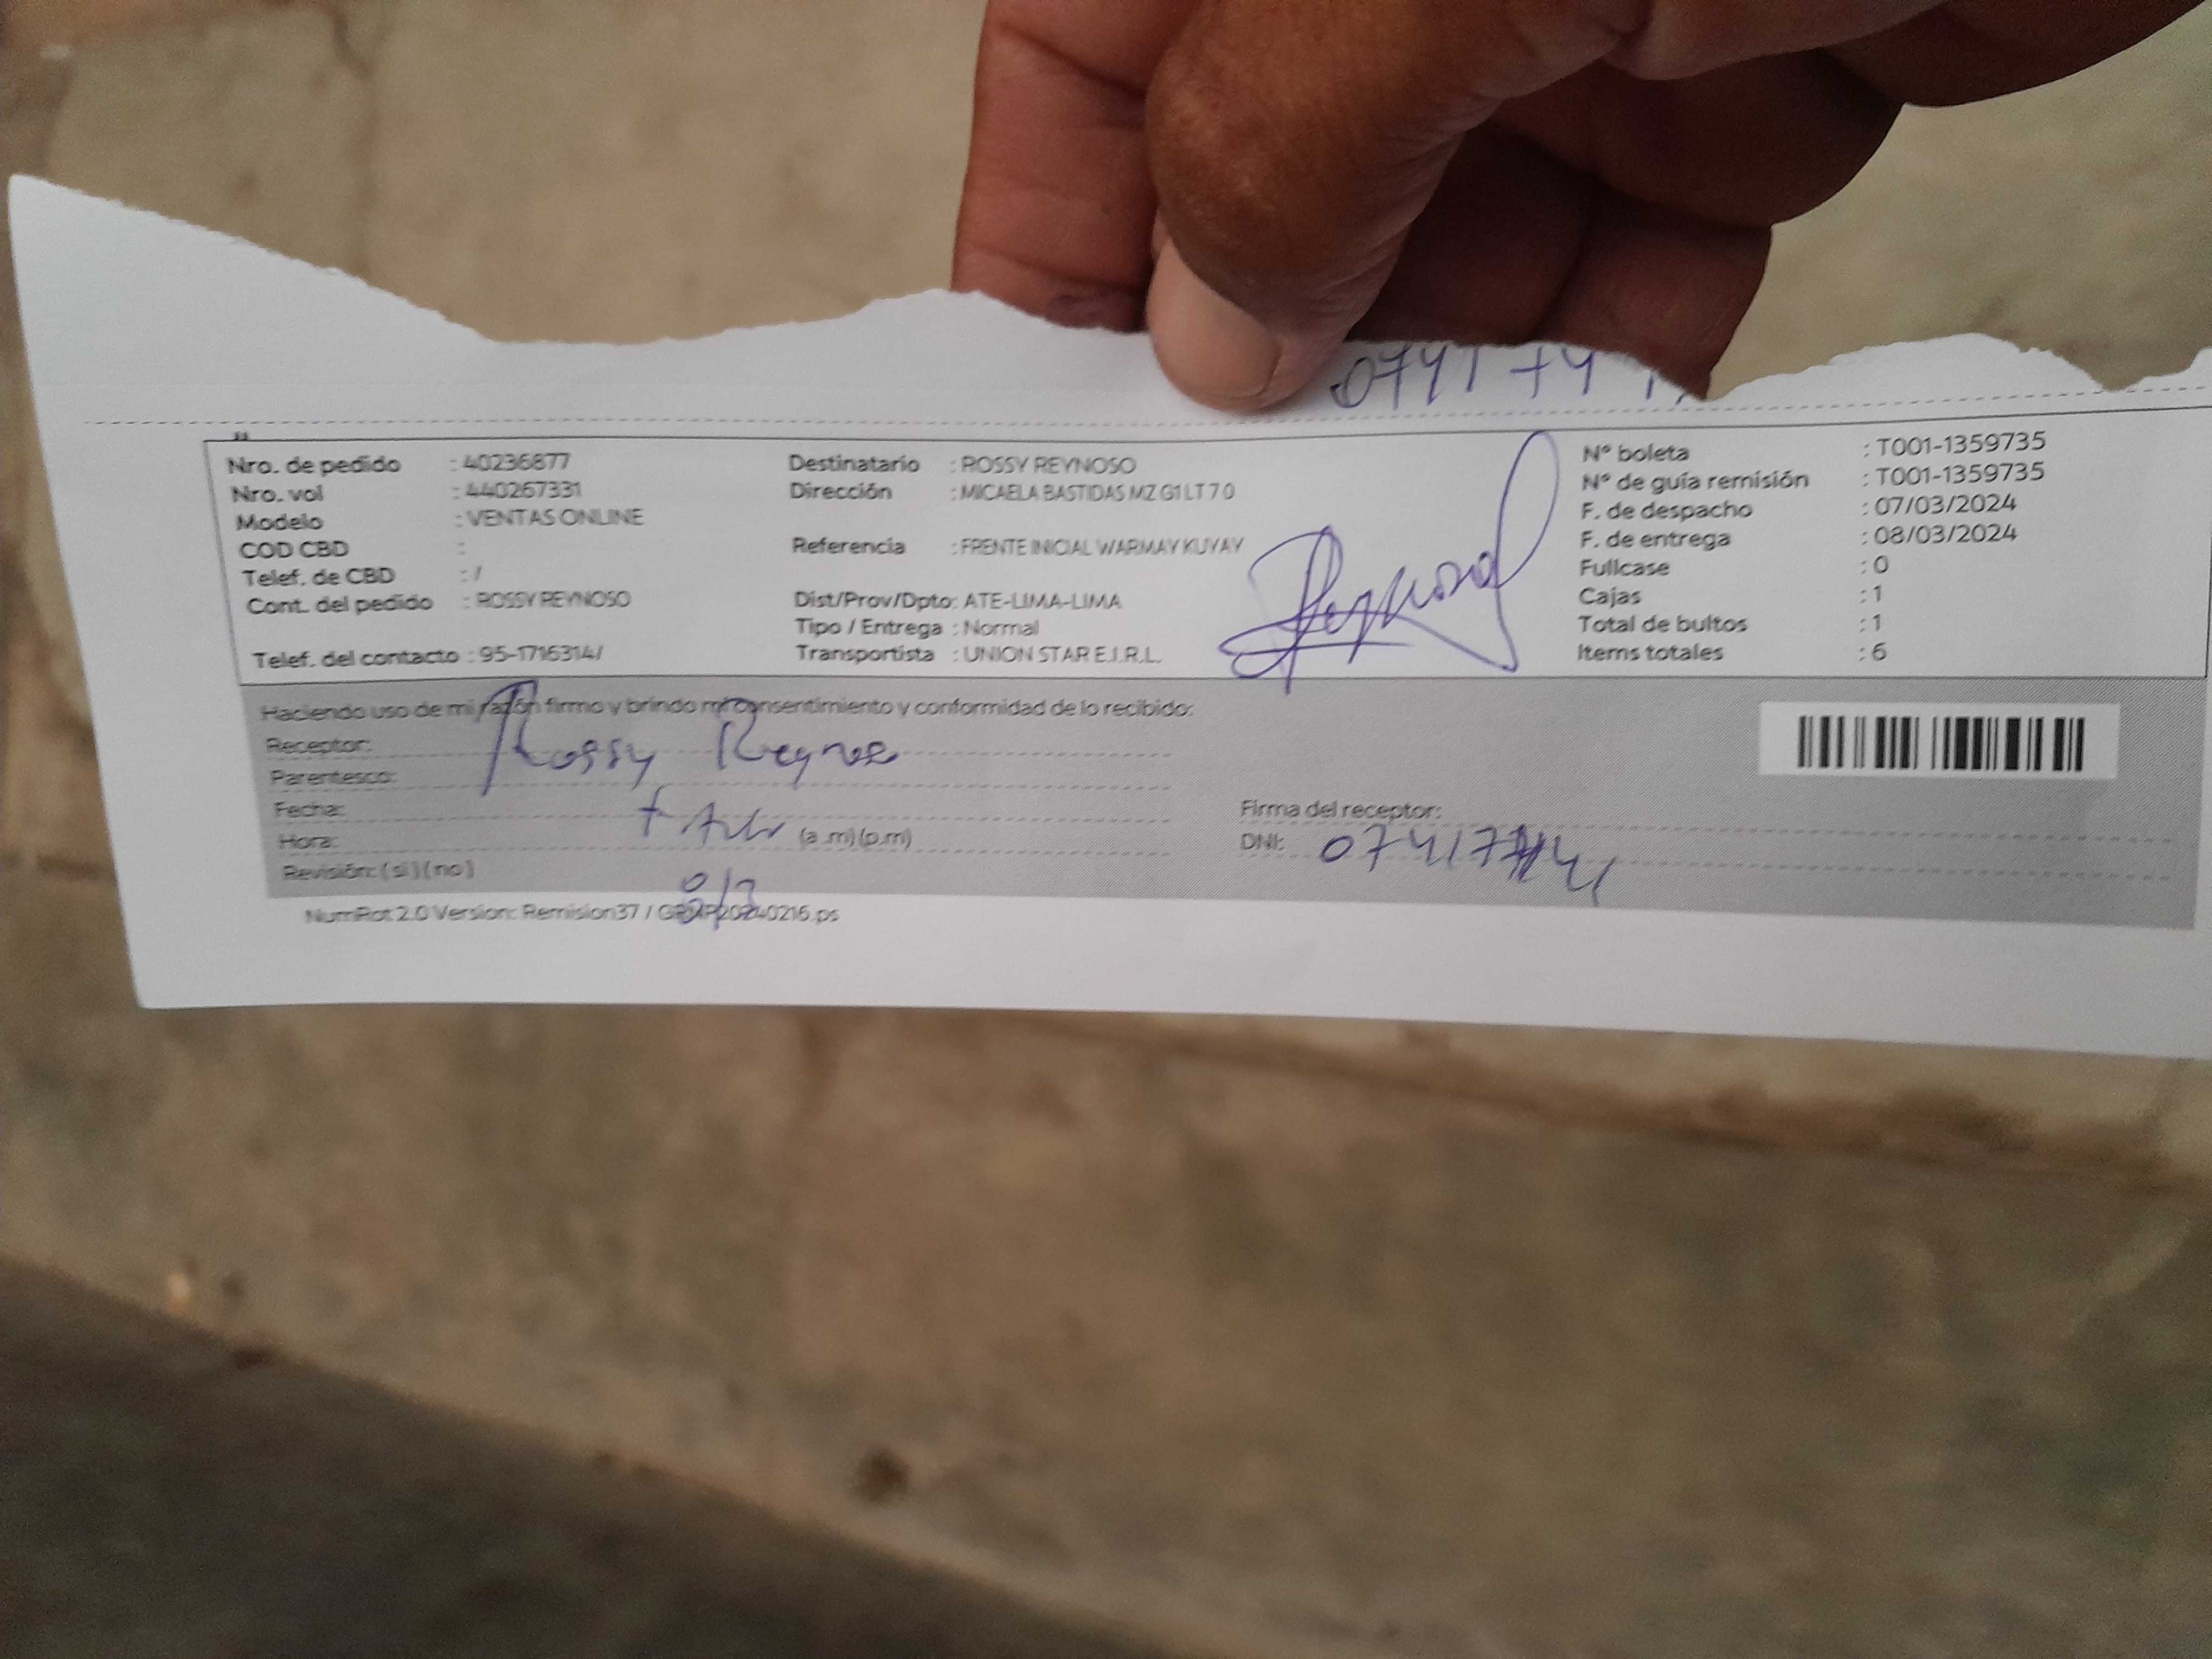 Nro. de pedido : 40236877
Nro. vol : 440267331
Modelo : VENTAS ONLINE
COD CBD :
Telef. de CBD : /
Cont. del pedido : ROSSY REYNOSO
Telef. del contacto : 95-1716314/
Destinatario : ROSSY REYNOSO
Dirección : MICAELA BASTIDAS MZ G1 LT 7 0
Referencia : FRENTE INICIAL WARMAY KUYAY
Dist/Prov/Dpto: ATE-LIMA-LIMA
Tipo / Entrega : Normal
Transportista : UNION STAR E.I.R.L.
N° boleta : T001-1359735
N° de guía remisión : T001-1359735
F. de despacho : 07/03/2024
F. de entrega : 08/03/2024
Fullcase : 0
Cajas : 1
Total de bultos : 1
Items totales : 6
Haciendo uso de mi razón firmo y brindo mi consentimiento y conformidad de lo recibido:
Receptor: Rossy Reynoso
Parentesco:
Fecha:
Hora: (a.m) (p.m)
Revisión: (si) (no)
8/3
Firma del receptor:
DNI:
NumRot 2.0 Version: Remision37 /